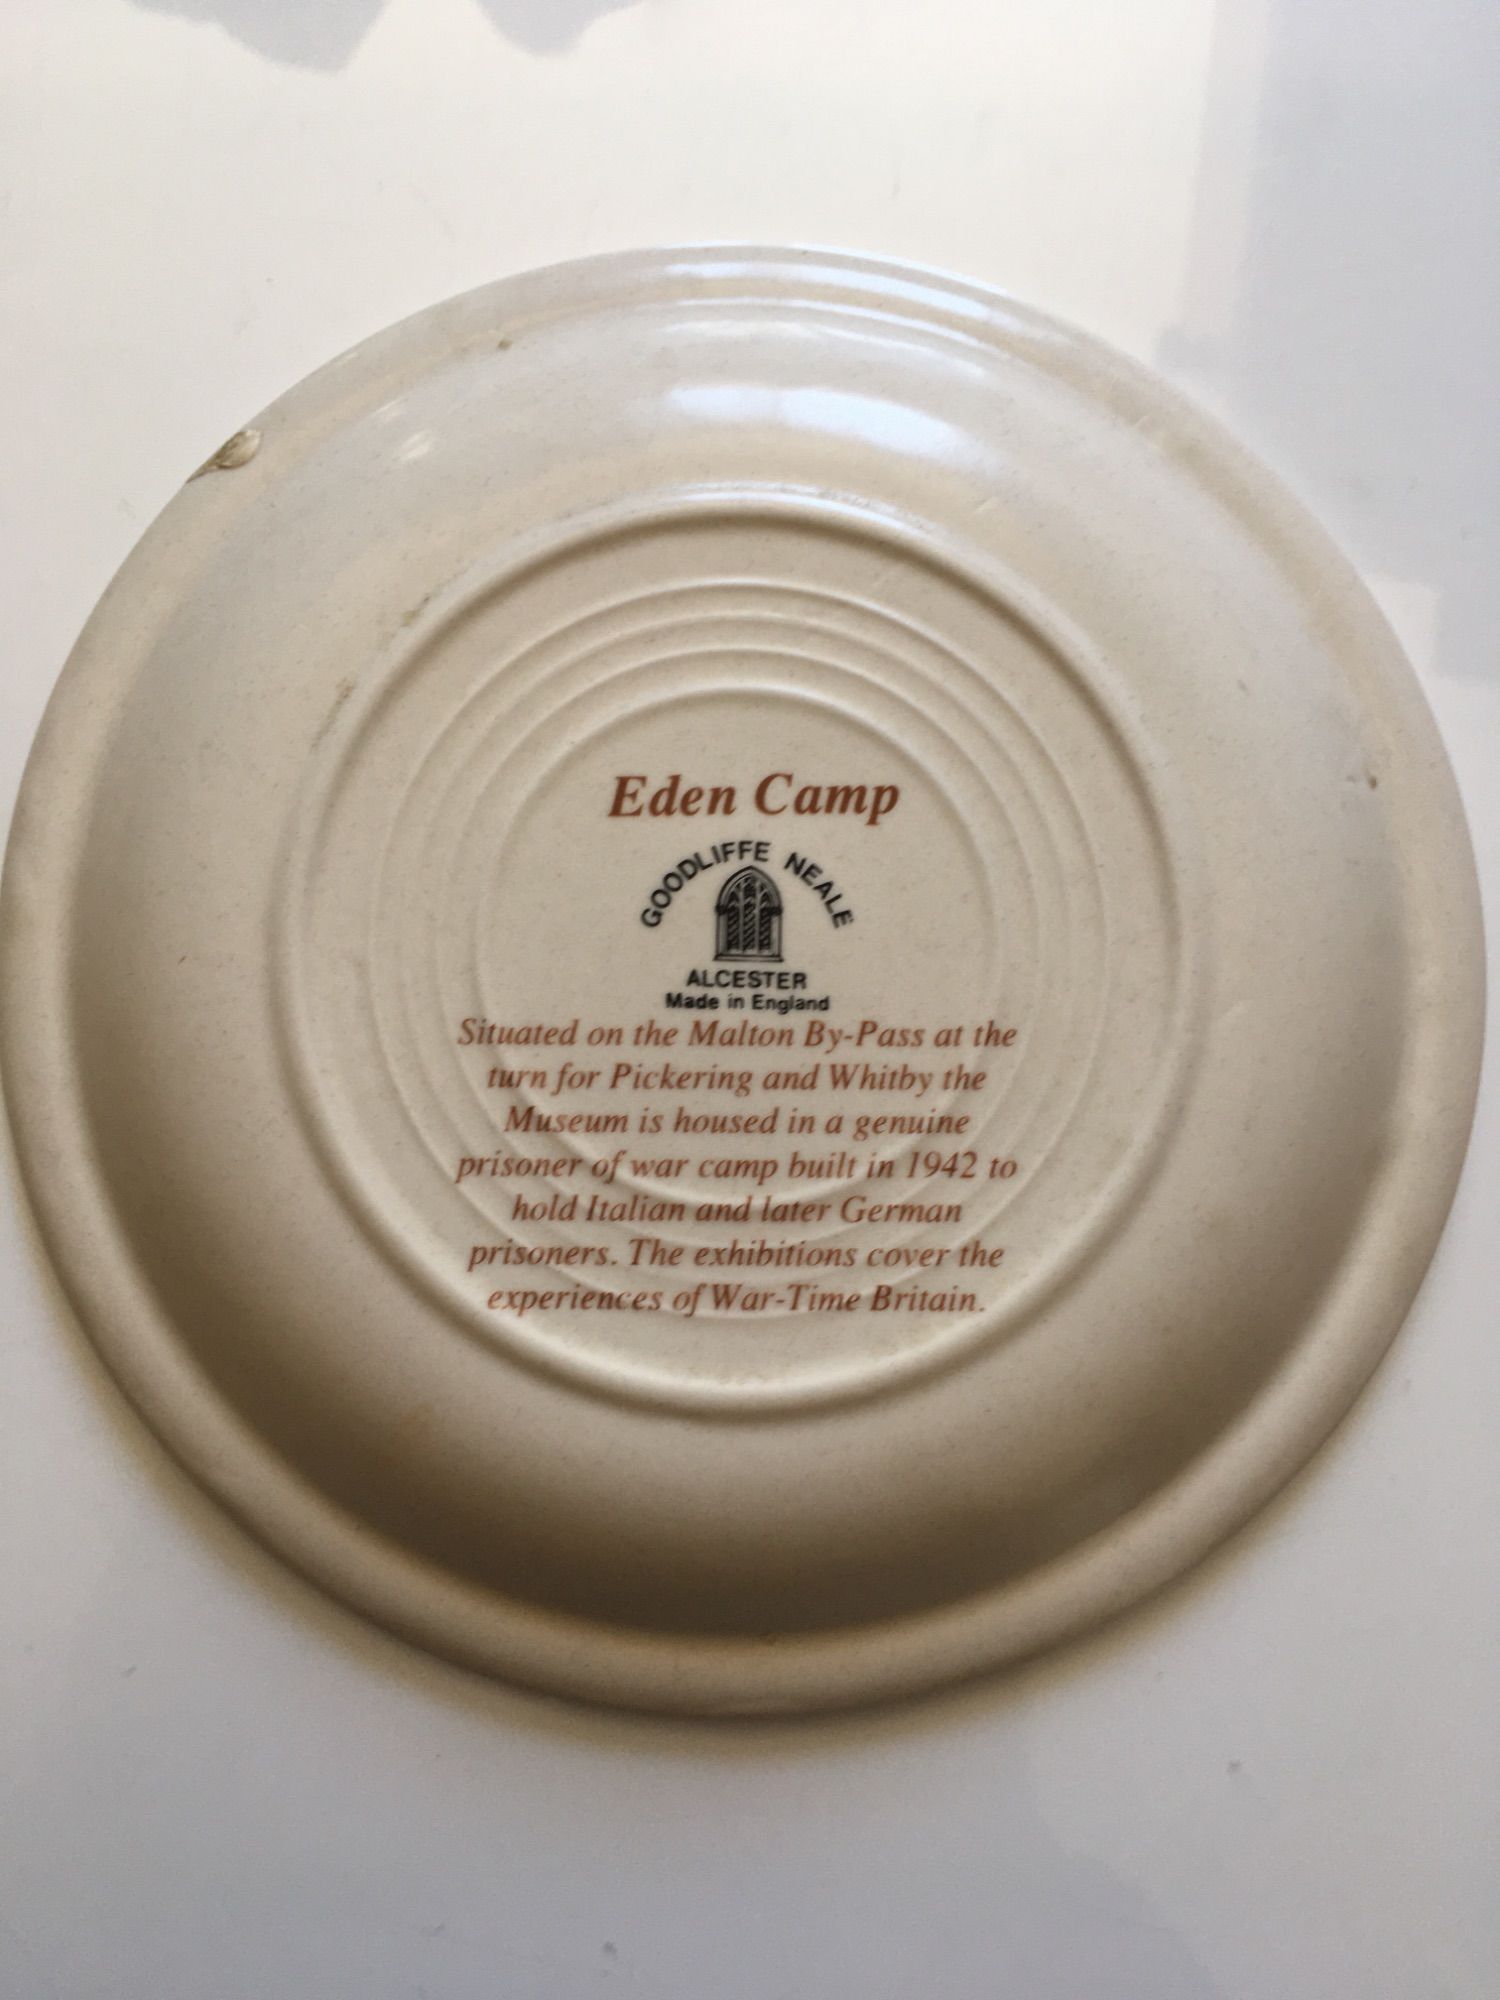 Eden Camp
GOODLIFFE NEALE
ALCESTER
Made in England
Situated on the Malton By-Pass at the
turn for Pickering and Whitby the
Museum is housed in a genuine
prisoner of war camp built in 1942 to
hold Italian and later German
prisoners. The exhibitions cover the
experiences of War-Time Britain.